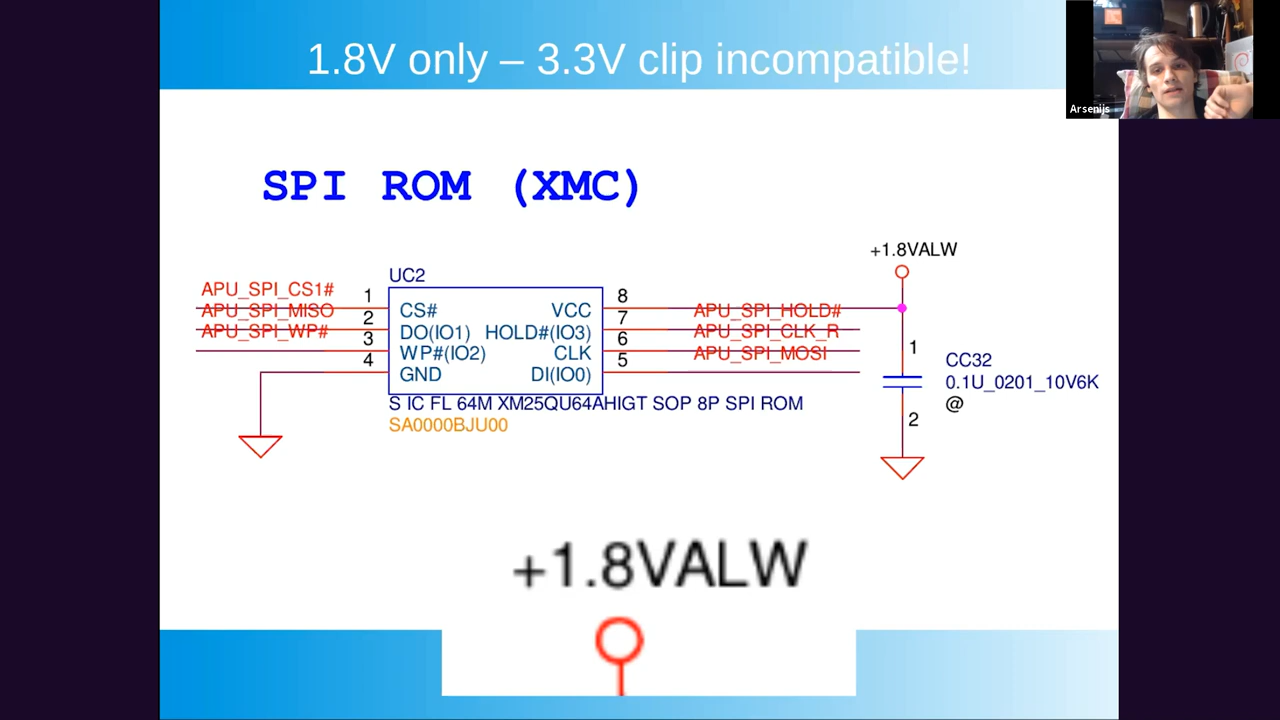 1.8V only – 3.3V clip incompatible!
Arsenijs
SPI ROM (XMC)
+1.8VALW
UC2
APU_SPI_CS1# 1 CS# VCC 8
APU_SPI_MISO 2 DO(IO1) HOLD#(IO3) 7 APU_SPI_HOLD#
APU_SPI_WP# 3 WP#(IO2) CLK 6 APU_SPI_CLK_R
4 GND DI(IO0) 5 APU_SPI_MOSI
1
CC32
0.1U_0201_10V6K
@
2
S IC FL 64M XM25QU64AHIGT SOP 8P SPI ROM
SA0000BJU00
+1.8VALW